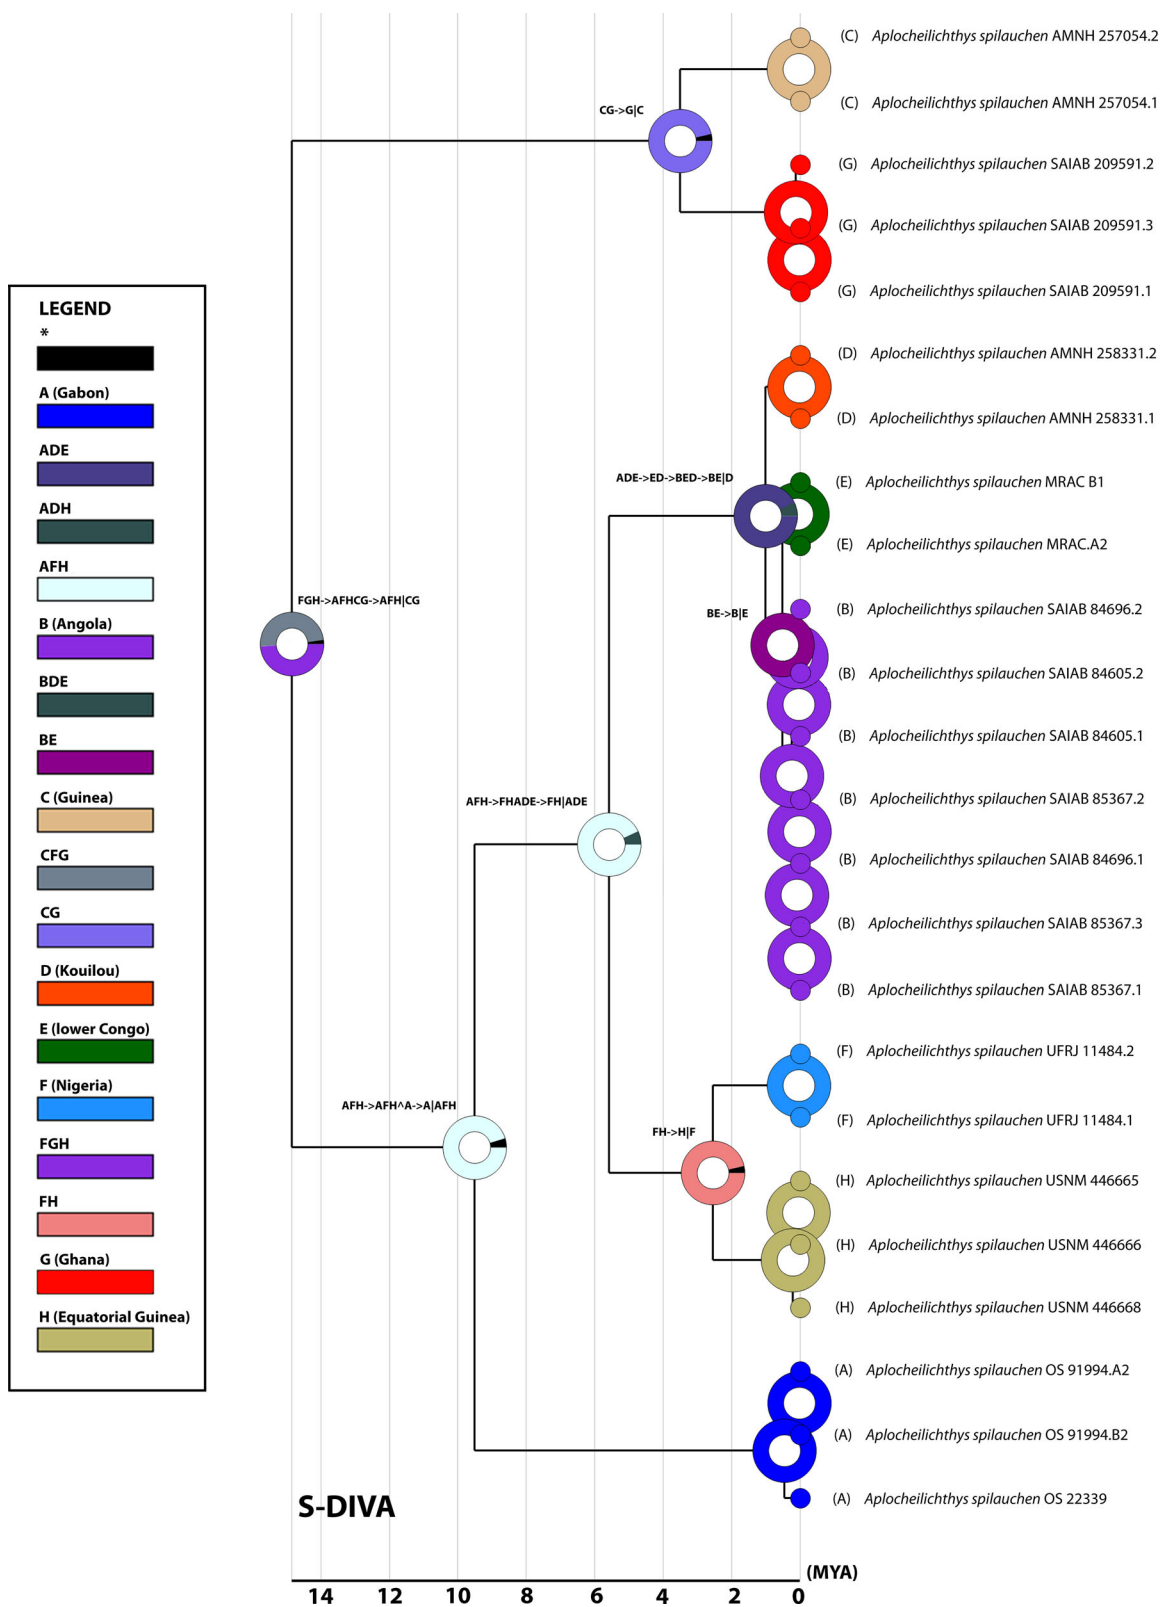 LEGEND
*
A (Gabon)
ADE
ADH
AFH
B (Angola)
BDE
BE
C (Guinea)
CFG
CG
D (Kouilou)
E (lower Congo)
F (Nigeria)
FGH
FH
G (Ghana)
H (Equatorial Guinea)
CG->G|C
ADE->ED->BED->BE|D
BE->B|E
FGH->AFHCG->AFH|CG
AFH->FHADE->FH|ADE
AFH->AFH^A->A|AFH
FH->H|F
(C) Aplocheilichthys spilauchen AMNH 257054.2
(C) Aplocheilichthys spilauchen AMNH 257054.1
(G) Aplocheilichthys spilauchen SAIAB 209591.2
(G) Aplocheilichthys spilauchen SAIAB 209591.3
(G) Aplocheilichthys spilauchen SAIAB 209591.1
(D) Aplocheilichthys spilauchen AMNH 258331.2
(D) Aplocheilichthys spilauchen AMNH 258331.1
(E) Aplocheilichthys spilauchen MRAC B1
(E) Aplocheilichthys spilauchen MRAC.A2
(B) Aplocheilichthys spilauchen SAIAB 84696.2
(B) Aplocheilichthys spilauchen SAIAB 84605.2
(B) Aplocheilichthys spilauchen SAIAB 84605.1
(B) Aplocheilichthys spilauchen SAIAB 85367.2
(B) Aplocheilichthys spilauchen SAIAB 84696.1
(B) Aplocheilichthys spilauchen SAIAB 85367.3
(B) Aplocheilichthys spilauchen SAIAB 85367.1
(F) Aplocheilichthys spilauchen UFRJ 11484.2
(F) Aplocheilichthys spilauchen UFRJ 11484.1
(H) Aplocheilichthys spilauchen USNM 446665
(H) Aplocheilichthys spilauchen USNM 446666
(H) Aplocheilichthys spilauchen USNM 446668
(A) Aplocheilichthys spilauchen OS 91994.A2
(A) Aplocheilichthys spilauchen OS 91994.B2
(A) Aplocheilichthys spilauchen OS 22339
S-DIVA
(MYA)
14 12 10 8 6 4 2 0